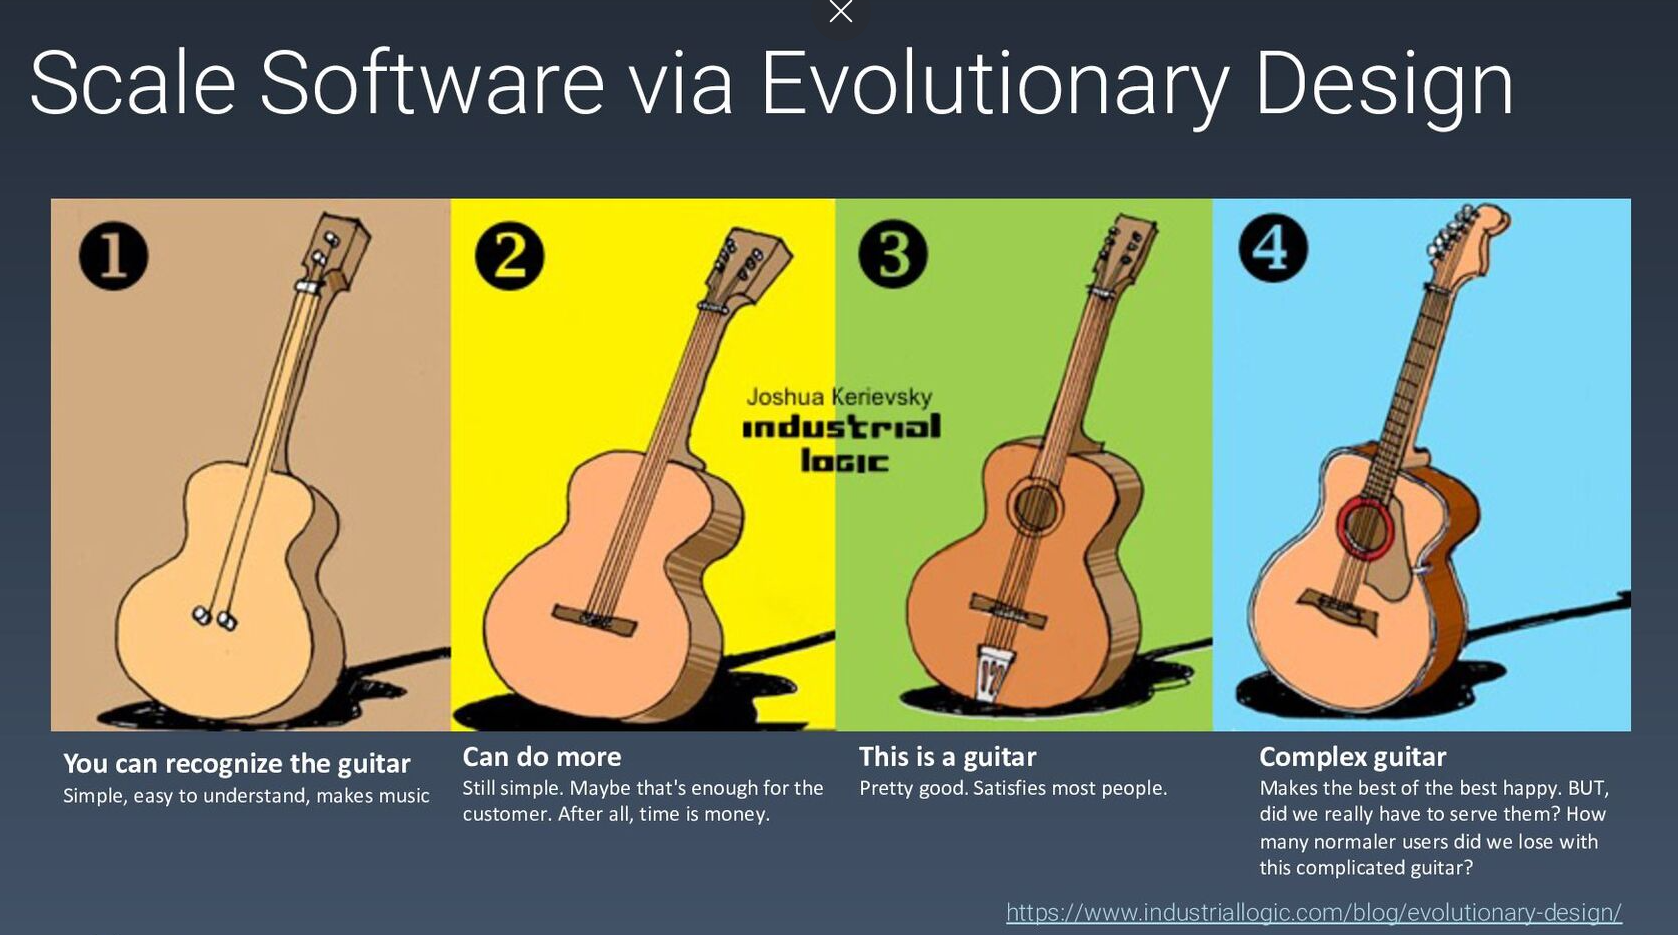 Scale Software via Evolutionary Design
1
2
3
4
Joshua Kerievsky
industrial
logic
You can recognize the guitar
Simple, easy to understand, makes music
Can do more
Still simple. Maybe that's enough for the
customer. After all, time is money.
This is a guitar
Pretty good. Satisfies most people.
Complex guitar
Makes the best of the best happy. BUT,
did we really have to serve them? How
many normaler users did we lose with
this complicated guitar?
https://www.industriallogic.com/blog/evolutionary-design/